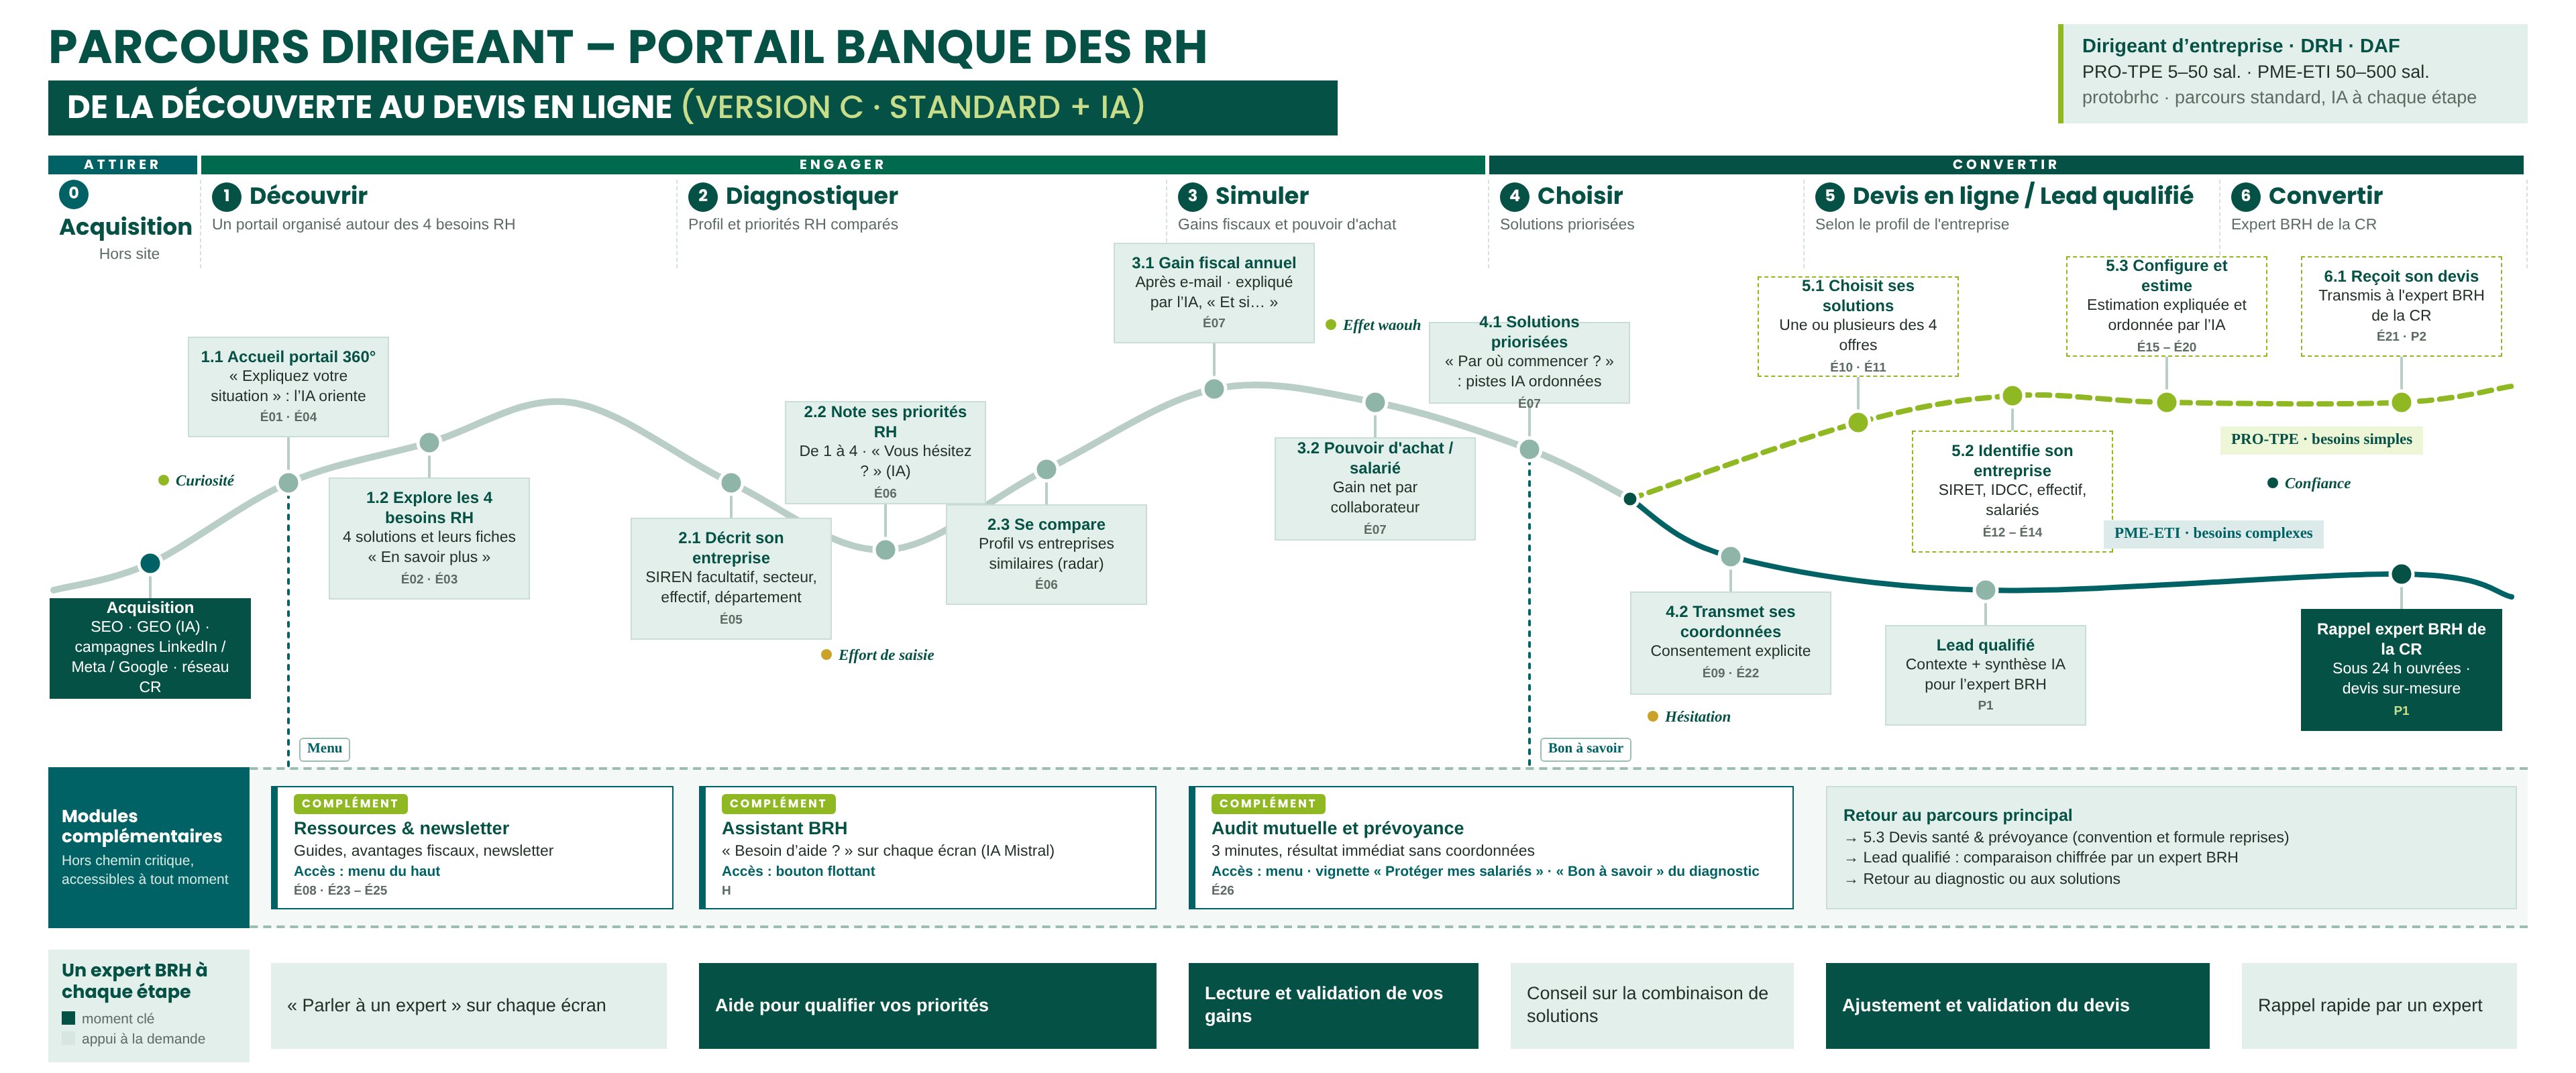 PARCOURS DIRIGEANT – PORTAIL BANQUE DES RH
DE LA DÉCOUVERTE AU DEVIS EN LIGNE (VERSION C · STANDARD + IA)
Dirigeant d’entreprise · DRH · DAF
PRO-TPE 5–50 sal. · PME-ETI 50–500 sal.
protobrhc · parcours standard, IA à chaque étape
ATTIRER
ENGAGER
CONVERTIR
0
Acquisition
Hors site
1 Découvrir
Un portail organisé autour des 4 besoins RH
2 Diagnostiquer
Profil et priorités RH comparés
3 Simuler
Gains fiscaux et pouvoir d'achat
4 Choisir
Solutions priorisées
5 Devis en ligne / Lead qualifié
Selon le profil de l'entreprise
6 Convertir
Expert BRH de la CR
Acquisition
SEO · GEO (IA) ·
campagnes LinkedIn /
Meta / Google · réseau
CR
Curiosité
1.1 Accueil portail 360°
« Expliquez votre
situation » : l’IA oriente
É01 · É04
1.2 Explore les 4
besoins RH
4 solutions et leurs fiches
« En savoir plus »
É02 · É03
2.1 Décrit son
entreprise
SIREN facultatif, secteur,
effectif, département
É05
Effort de saisie
2.2 Note ses priorités
RH
De 1 à 4 · « Vous hésitez
? » (IA)
É06
2.3 Se compare
Profil vs entreprises
similaires (radar)
É06
3.1 Gain fiscal annuel
Après e-mail · expliqué
par l’IA, « Et si… »
É07
Effet waouh
3.2 Pouvoir d'achat /
salarié
Gain net par
collaborateur
É07
4.1 Solutions
priorisées
« Par où commencer ? »
: pistes IA ordonnées
É07
4.2 Transmet ses
coordonnées
Consentement explicite
É09 · É22
Hésitation
5.1 Choisit ses
solutions
Une ou plusieurs des 4
offres
É10 · É11
5.2 Identifie son
entreprise
SIRET, IDCC, effectif,
salariés
É12 – É14
5.3 Configure et
estime
Estimation expliquée et
ordonnée par l’IA
É15 – É20
6.1 Reçoit son devis
Transmis à l'expert BRH
de la CR
É21 · P2
PRO-TPE · besoins simples
Confiance
PME-ETI · besoins complexes
Lead qualifié
Contexte + synthèse IA
pour l’expert BRH
P1
Rappel expert BRH de
la CR
Sous 24 h ouvrées ·
devis sur-mesure
P1
Menu
Bon à savoir
Modules
complémentaires
Hors chemin critique,
accessibles à tout moment
COMPLÉMENT
Ressources & newsletter
Guides, avantages fiscaux, newsletter
Accès : menu du haut
É08 · É23 – É25
COMPLÉMENT
Assistant BRH
« Besoin d’aide ? » sur chaque écran (IA Mistral)
Accès : bouton flottant
H
COMPLÉMENT
Audit mutuelle et prévoyance
3 minutes, résultat immédiat sans coordonnées
Accès : menu · vignette « Protéger mes salariés » · « Bon à savoir » du diagnostic
É26
Retour au parcours principal
→ 5.3 Devis santé & prévoyance (convention et formule reprises)
→ Lead qualifié : comparaison chiffrée par un expert BRH
→ Retour au diagnostic ou aux solutions
Un expert BRH à
chaque étape
moment clé
appui à la demande
« Parler à un expert » sur chaque écran
Aide pour qualifier vos priorités
Lecture et validation de vos
gains
Conseil sur la combinaison de
solutions
Ajustement et validation du devis
Rappel rapide par un expert